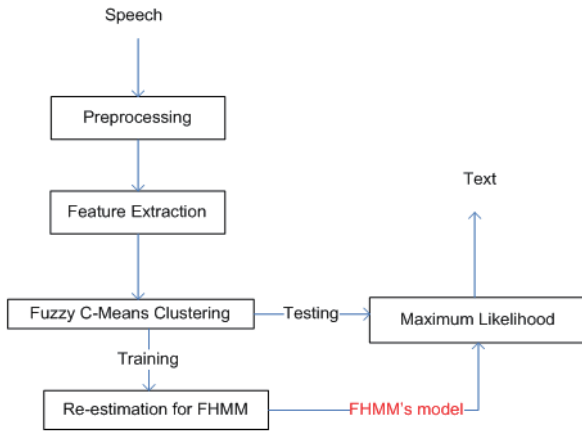 Speech
Preprocessing
Feature Extraction
Text
Fuzzy C-Means Clustering
Testing
Maximum Likelihood
Training
Re-estimation for FHMM
FHMM's model